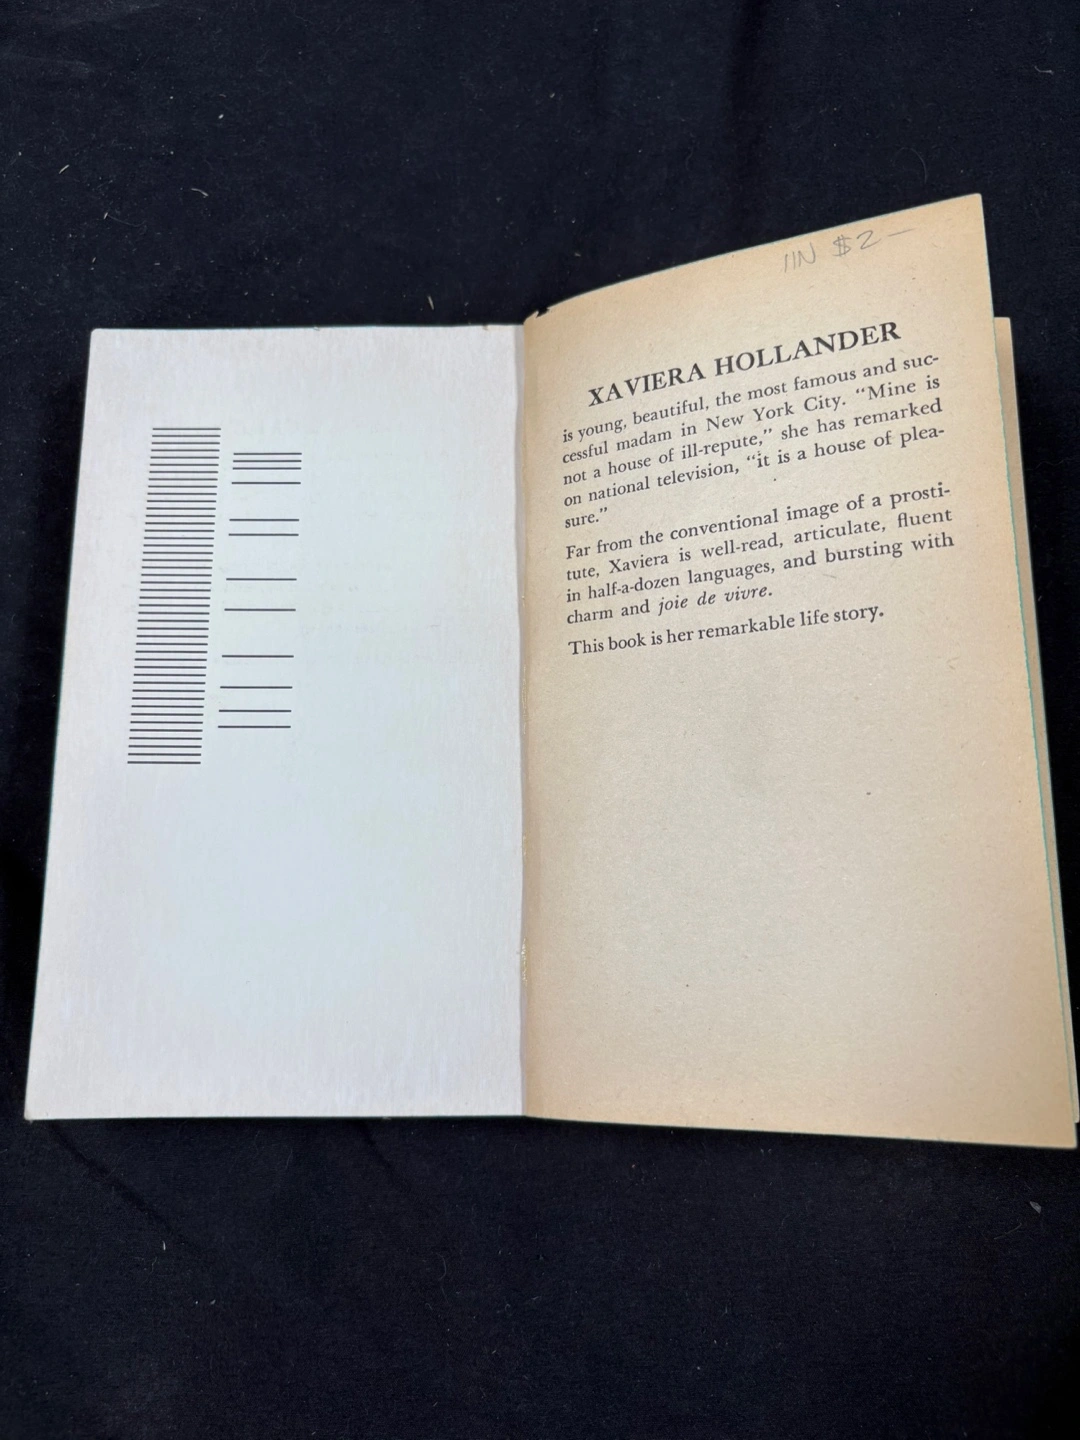 IIN $2—
XAVIERA HOLLANDER
is young, beautiful, the most famous and suc-
cessful madam in New York City. “Mine is
not a house of ill-repute,” she has remarked
on national television, “it is a house of plea-
sure.”
Far from the conventional image of a prosti-
tute, Xaviera is well-read, articulate, fluent
in half-a-dozen languages, and bursting with
charm and joie de vivre.
This book is her remarkable life story.